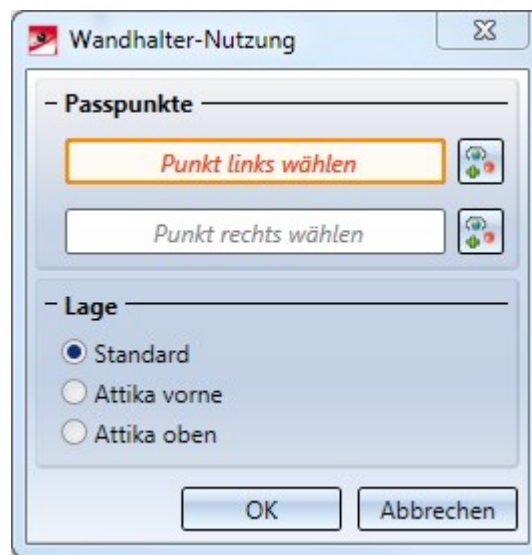 Wandhalter-Nutzung
Passpunkte
Punkt links wählen
Punkt rechts wählen
Lage
Standard
Attika vorne
Attika oben
OK
Abbrechen